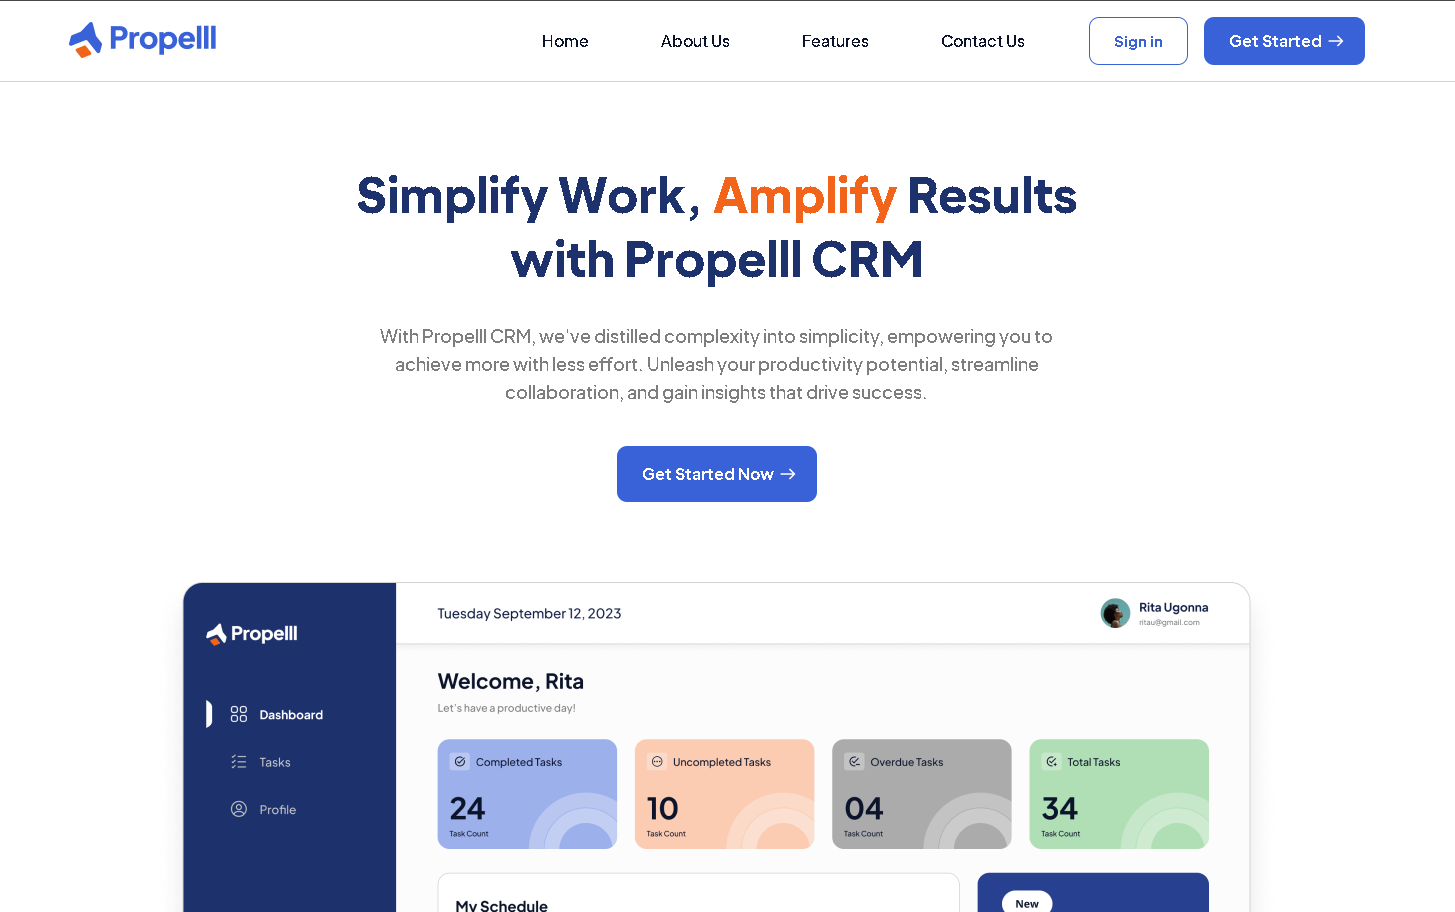 Propelll
Home
About Us
Features
Contact Us
Sign in
Get Started
Simplify Work, Amplify Results
with Propelll CRM
With Propelll CRM, we've distilled complexity into simplicity, empowering you to
achieve more with less effort. Unleash your productivity potential, streamline
collaboration, and gain insights that drive success.
Get Started Now
Propelll
Dashboard
Tasks
Profile
Tuesday September 12, 2023
Rita Ugonna
ritau@gmail.com
Welcome, Rita
Let's have a productive day!
Completed Tasks
24
Task Count
Uncompleted Tasks
10
Task Count
Overdue Tasks
04
Task Count
Total Tasks
34
Task Count
My Schedule
New